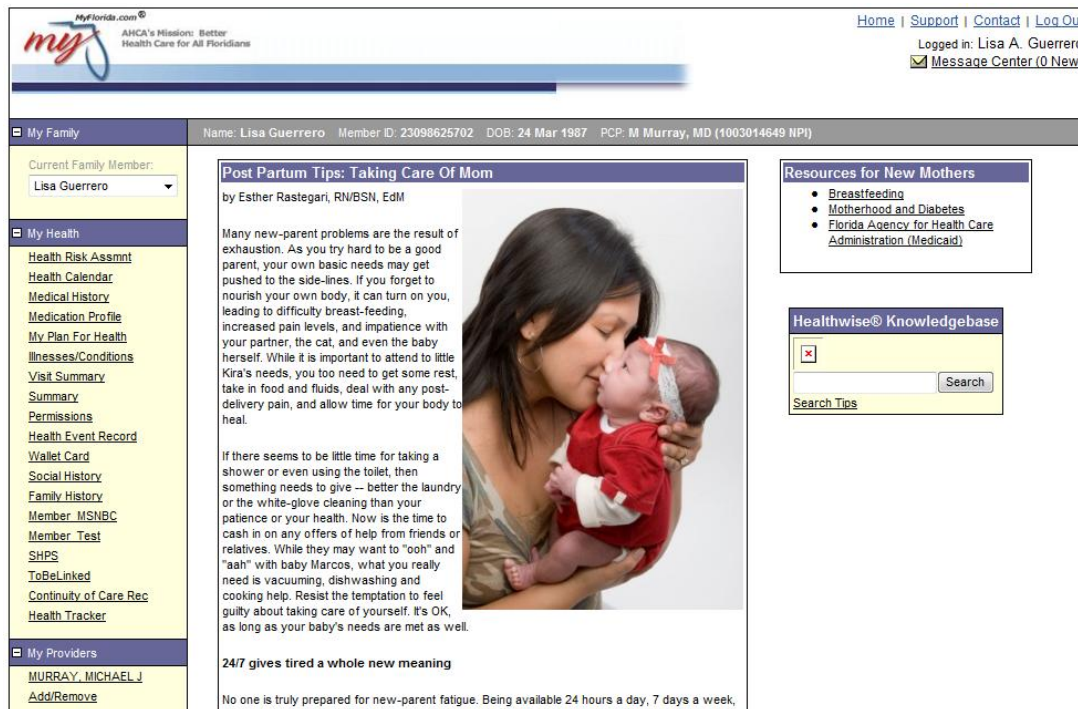 MyFlorida.com®
my
AHCA's Mission: Better
Health Care for All Floridians
Home | Support | Contact | Log Ou
Logged in: Lisa A. Guerrero
Message Center (0 New
My Family
Name: Lisa Guerrero Member ID: 23098625702 DOB: 24 Mar 1987 PCP: M Murray, MD (1003014649 NPI)
Current Family Member:
Lisa Guerrero
My Health
Health Risk Assmnt
Health Calendar
Medical History
Medication Profile
My Plan For Health
Illnesses/Conditions
Visit Summary
Summary
Permissions
Health Event Record
Wallet Card
Social History
Family History
Member MSNBC
Member Test
SHPS
ToBeLinked
Continuity of Care Rec
Health Tracker
My Providers
MURRAY, MICHAEL J
Add/Remove
Post Partum Tips: Taking Care Of Mom
by Esther Rastegari, RN/BSN, EdM
Many new-parent problems are the result of
exhaustion. As you try hard to be a good
parent, your own basic needs may get
pushed to the side-lines. If you forget to
nourish your own body, it can turn on you,
leading to difficulty breast-feeding,
increased pain levels, and impatience with
your partner, the cat, and even the baby
herself. While it is important to attend to little
Kira's needs, you too need to get some rest,
take in food and fluids, deal with any post-
delivery pain, and allow time for your body to
heal.
If there seems to be little time for taking a
shower or even using the toilet, then
something needs to give -- better the laundry
or the white-glove cleaning than your
patience or your health. Now is the time to
cash in on any offers of help from friends or
relatives. While they may want to "ooh" and
"aah" with baby Marcos, what you really
need is vacuuming, dishwashing and
cooking help. Resist the temptation to feel
guilty about taking care of yourself. It's OK,
as long as your baby's needs are met as well.
24/7 gives tired a whole new meaning
No one is truly prepared for new-parent fatigue. Being available 24 hours a day, 7 days a week,
Resources for New Mothers
Breastfeeding
Motherhood and Diabetes
Florida Agency for Health Care
Administration (Medicaid)
Healthwise® Knowledgebase
Search
Search Tips